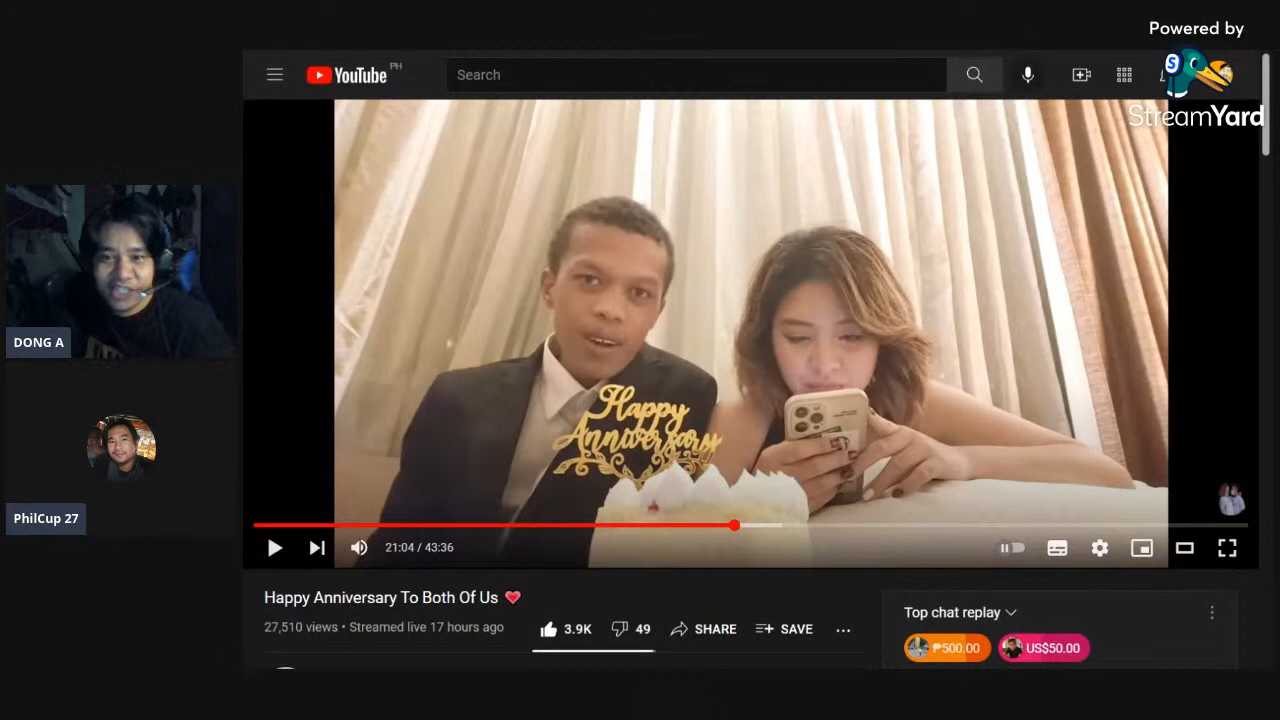 Powered by
StreamYard
YouTube PH
Search
DONG A
PhilCup 27
Happy
Anniversary
21:04 / 43:36
Happy Anniversary To Both Of Us ❤
27,510 views • Streamed live 17 hours ago
3.9K
49
SHARE
SAVE
Top chat replay
₱500.00
US$50.00